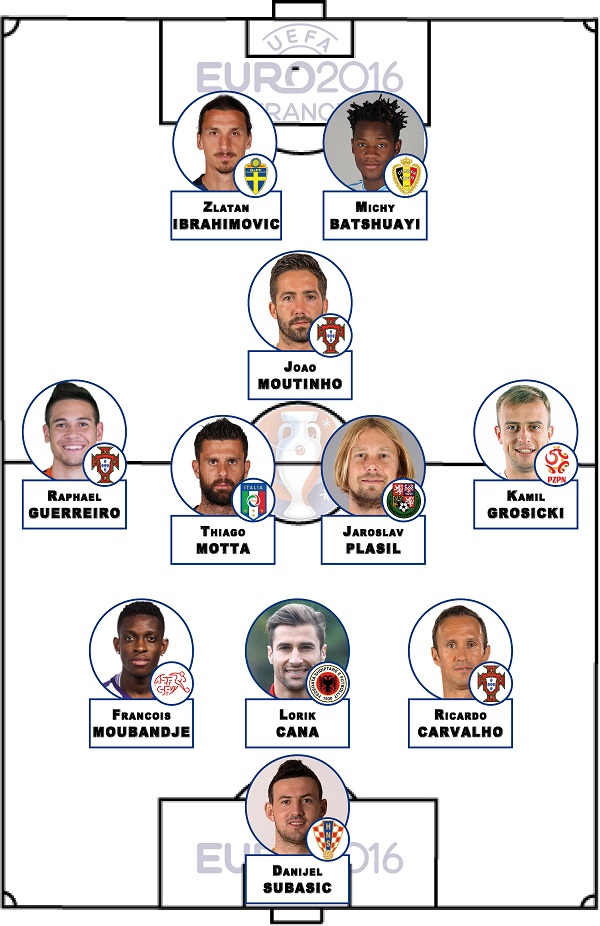 UEFA
EURO2016
FRANCE
Zlatan
IBRAHIMOVIC
Michy
BATSHUAYI
Joao
MOUTINHO
Raphael
GUERREIRO
Thiago
MOTTA
ITALIA
Jaroslav
PLASIL
Kamil
GROSICKI
PZPN
Francois
MOUBANDJE
Lorik
CANA
Ricardo
CARVALHO
EURO2016
Danijel
SUBASIC